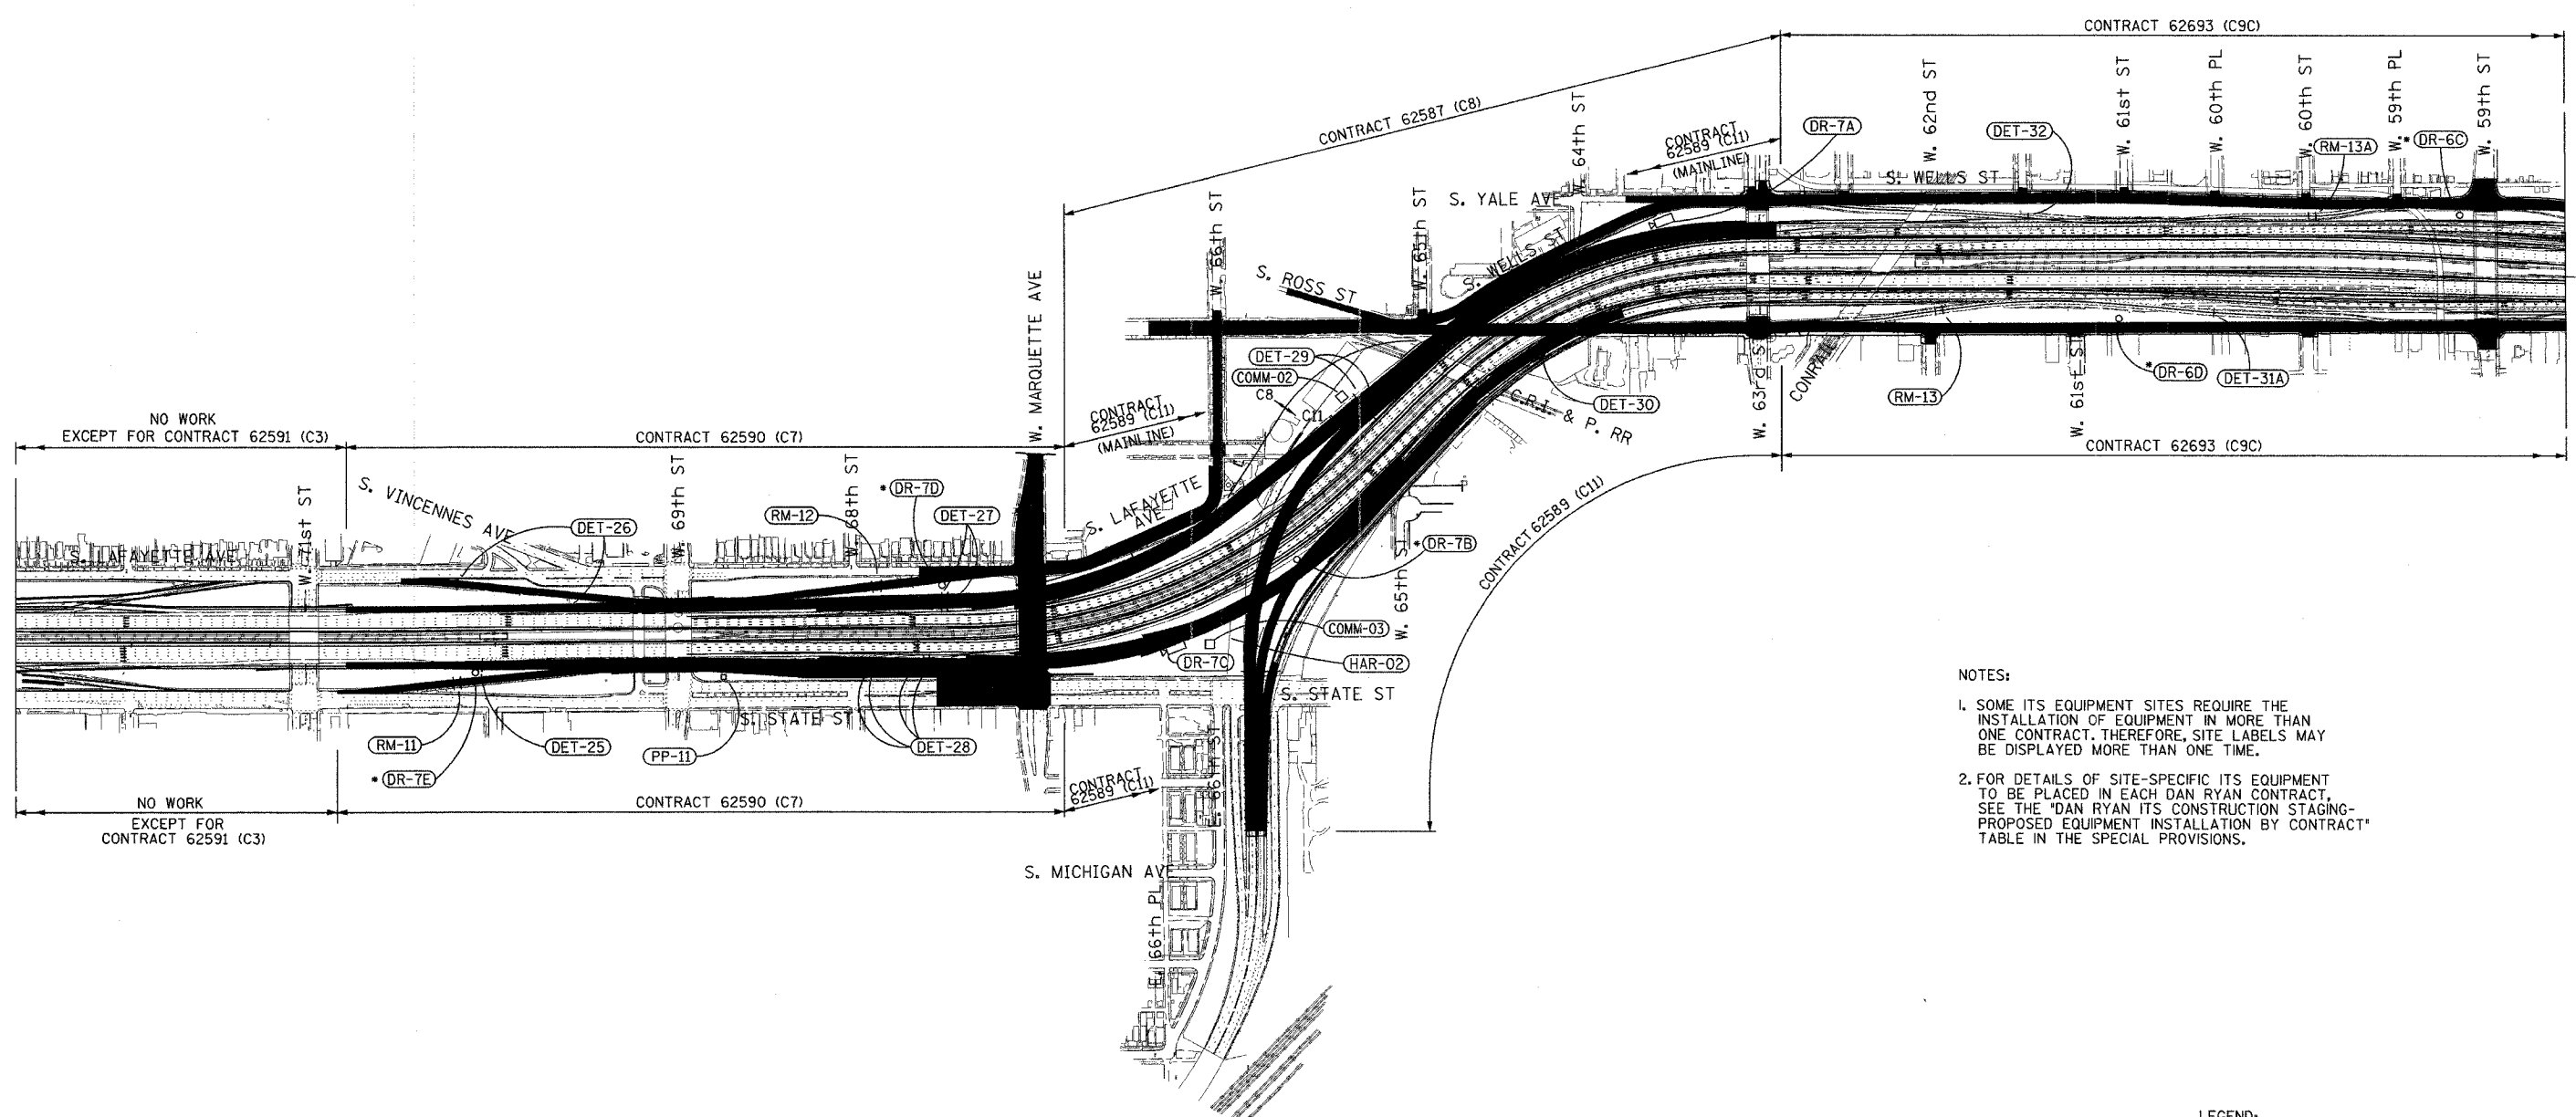 CONTRACT 62693 (C9C)
CONTRACT 62587 (C8)
CONTRACT
62589 (C11)
(MAINLINE)
W. 64th ST
DR-7A
W. 62nd ST
DET-32
W. 61st ST
W. 60th PL
W. 60th ST
RM-13A
W. 59th PL
* DR-6C
W. 59th ST
S. WELLS ST
S. YALE AVE
W. 66th ST
W. 65th ST
S. WELLS ST
S. ROSS ST
W. MARQUETTE AVE
DET-29
COMM-02
C8
C11
DET-30
C.R.I. & P. RR
W. 63rd ST
CONRAIL
RM-13
W. 61st ST
* DR-6D
DET-31A
CONTRACT 62693 (C9C)
NO WORK
EXCEPT FOR CONTRACT 62591 (C3)
CONTRACT 62590 (C7)
CONTRACT
62589 (C11)
(MAINLINE)
S. LAFAYETTE AVE
W. 71st ST
S. VINCENNES AVE
DET-26
W. 69th ST
RM-12
W. 68th ST
* DR-7D
DET-27
S. LAFAYETTE
AVE
* DR-7B
W. 65th ST
CONTRACT 62589 (C11)
COMM-03
DR-7C
HAR-02
S. STATE ST
S. STATE ST
RM-11
* DR-7E
DET-25
PP-11
DET-28
NO WORK
EXCEPT FOR
CONTRACT 62591 (C3)
CONTRACT 62590 (C7)
CONTRACT
62589 (C11)
E. 66th ST
S. MICHIGAN AVE
E. 66th PL
NOTES:
1. SOME ITS EQUIPMENT SITES REQUIRE THE
INSTALLATION OF EQUIPMENT IN MORE THAN
ONE CONTRACT. THEREFORE, SITE LABELS MAY
BE DISPLAYED MORE THAN ONE TIME.
2. FOR DETAILS OF SITE-SPECIFIC ITS EQUIPMENT
TO BE PLACED IN EACH DAN RYAN CONTRACT,
SEE THE "DAN RYAN ITS CONSTRUCTION STAGING-
PROPOSED EQUIPMENT INSTALLATION BY CONTRACT"
TABLE IN THE SPECIAL PROVISIONS.
LEGEND: